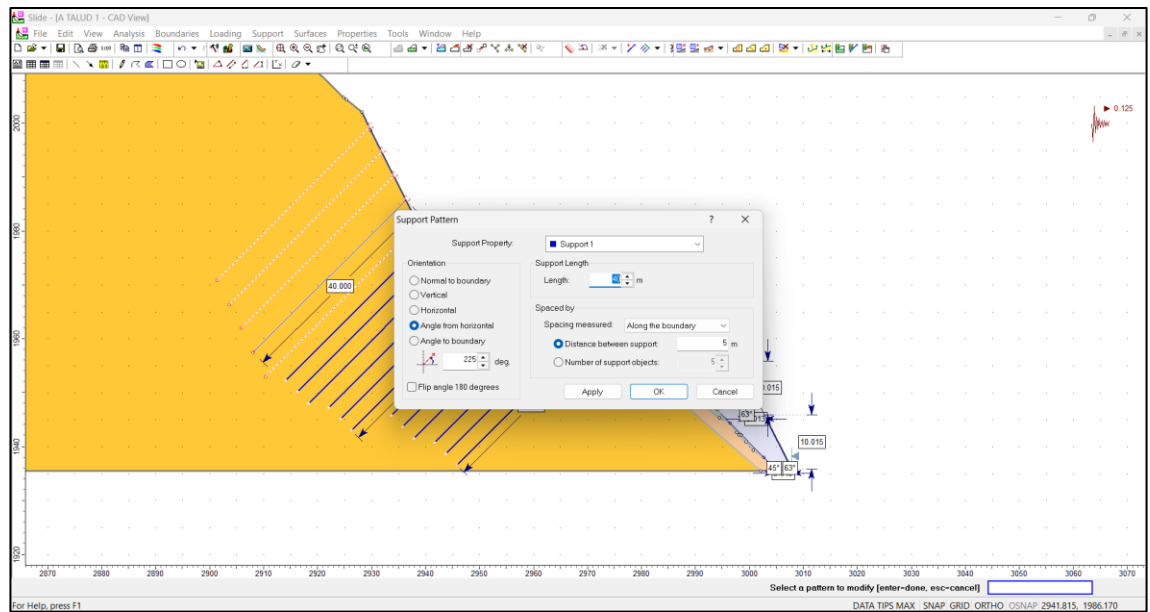 Slide - [A TALUD 1 - CAD View]
File Edit View Analysis Boundaries Loading Support Surfaces Properties Tools Window Help
0.125
2000
1980
1960
1940
1920
40.000
Support Pattern ? X
Support Property: Support 1
Orientation
Normal to boundary
Vertical
Horizontal
Angle from horizontal
Angle to boundary
225 deg.
Flip angle 180 degrees
Support Length
Length: 40 m
Spaced by
Spacing measured: Along the boundary
Distance between support: 5 m
Number of support objects: 5
Apply OK Cancel
63°
10.015
45° 63°
2870 2880 2890 2900 2910 2920 2930 2940 2950 2960 2970 2980 2990 3000 3010 3020 3030 3040 3050 3060 3070
Select a pattern to modify [enter=done, esc=cancel]
For Help, press F1
DATA TIPS MAX SNAP GRID ORTHO OSNAP 2941.815, 1986.170